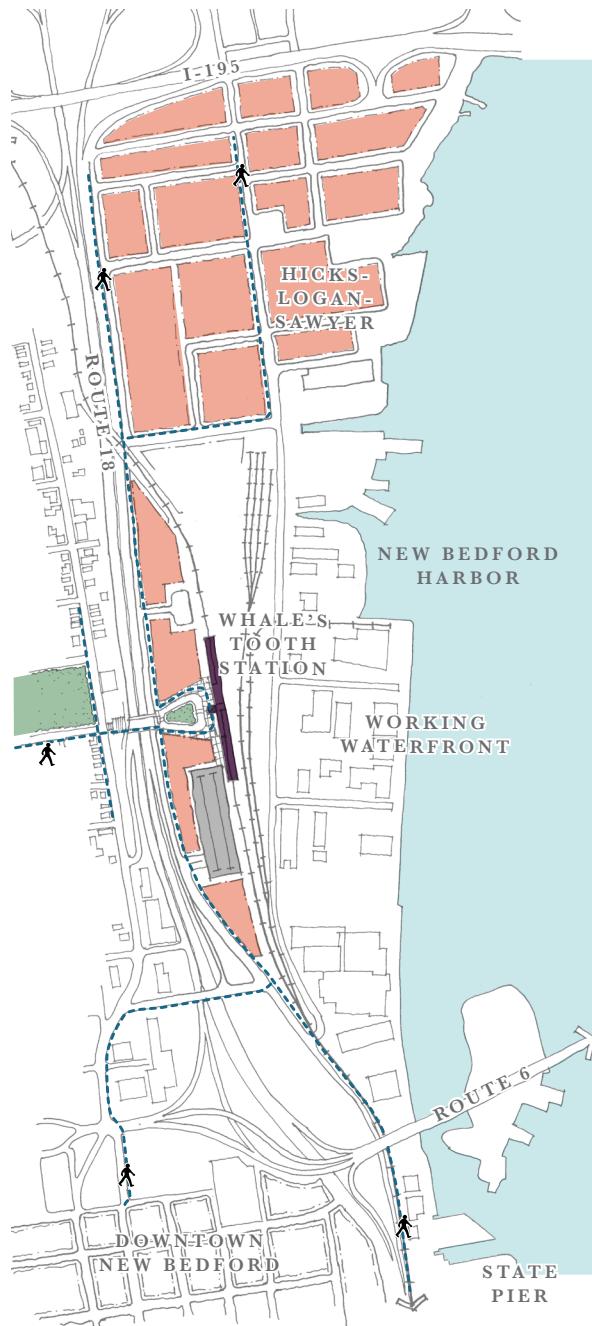 I-195
HICKS-
LOGAN-
SAWYER
ROUTE 18
NEW BEDFORD
HARBOR
WHALE'S
TOOTH
STATION
WORKING
WATERFRONT
ROUTE 6
DOWNTOWN
NEW BEDFORD
STATE
PIER